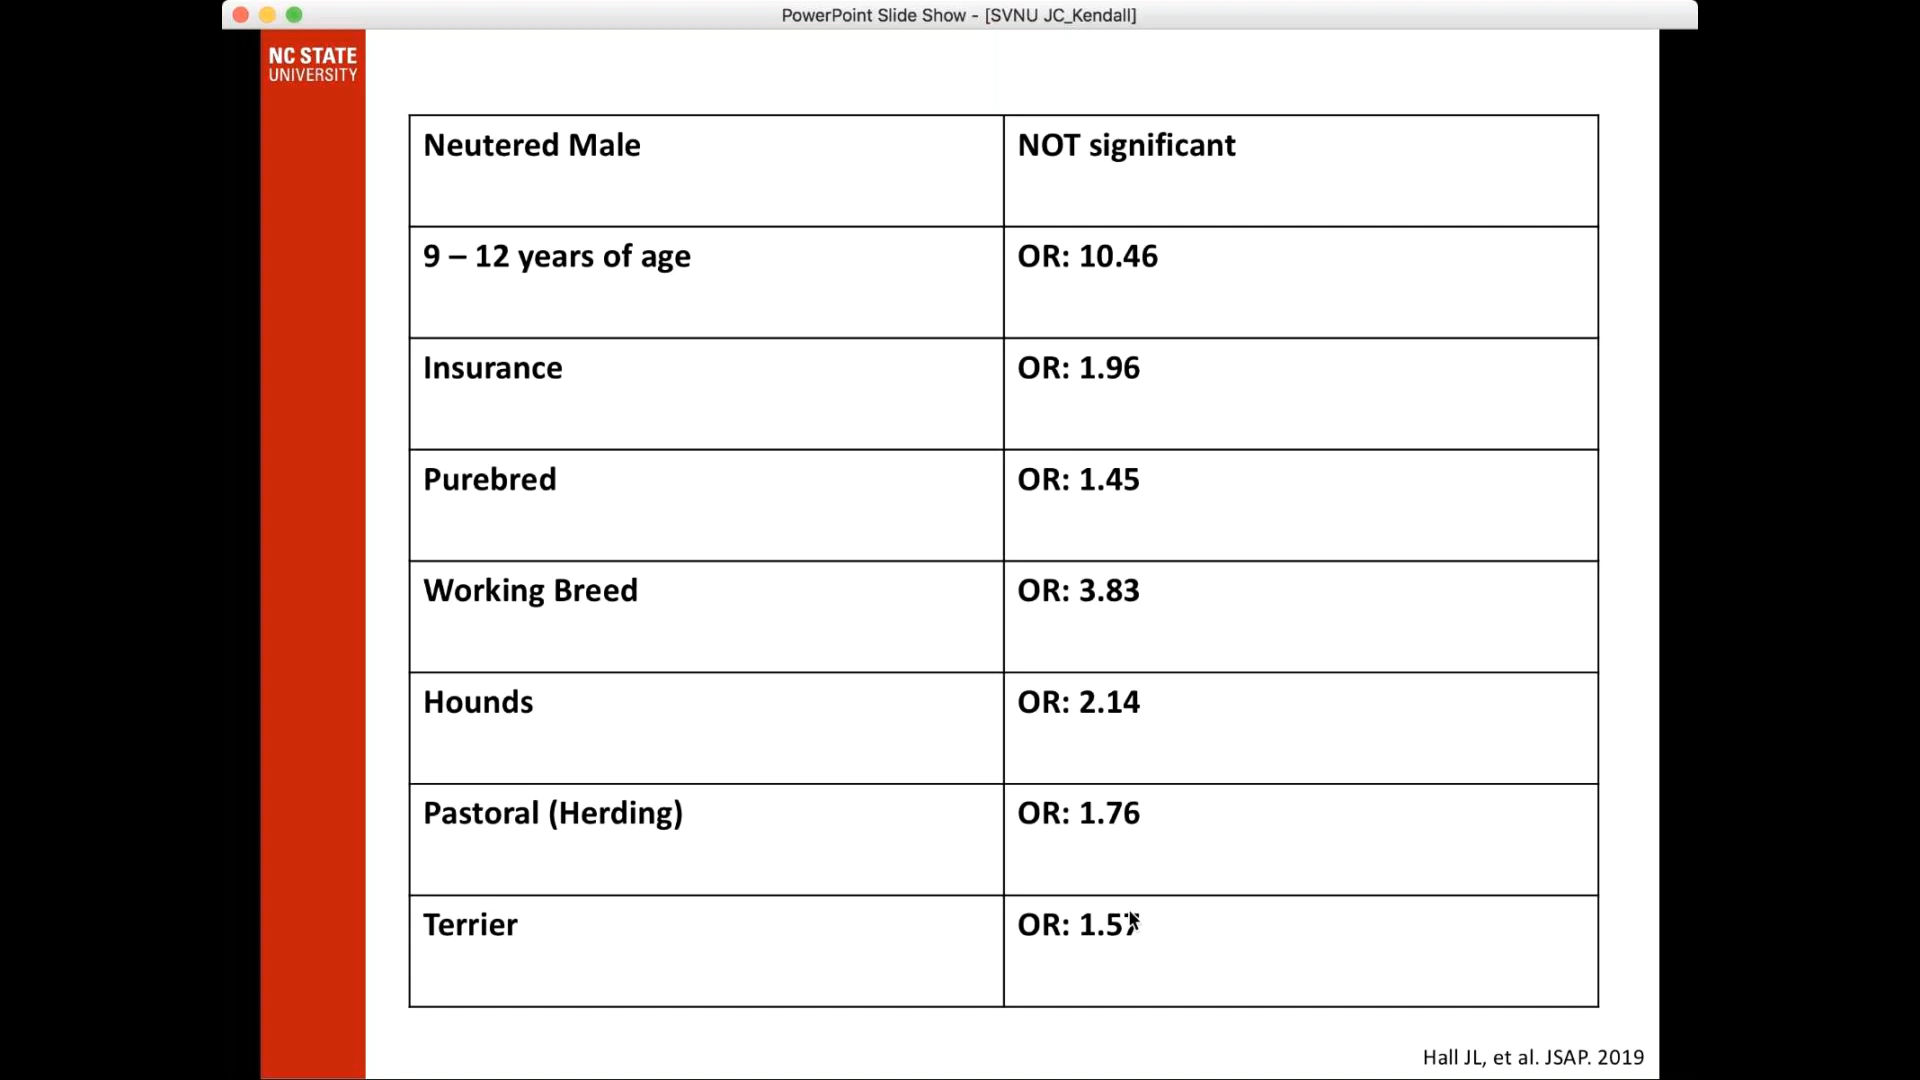 PowerPoint Slide Show - [SVNU JC_Kendall]
NC STATE
UNIVERSITY
Neutered Male
NOT significant
9 – 12 years of age
OR: 10.46
Insurance
OR: 1.96
Purebred
OR: 1.45
Working Breed
OR: 3.83
Hounds
OR: 2.14
Pastoral (Herding)
OR: 1.76
Terrier
OR:
Hall JL, et al. JSAP. 2019